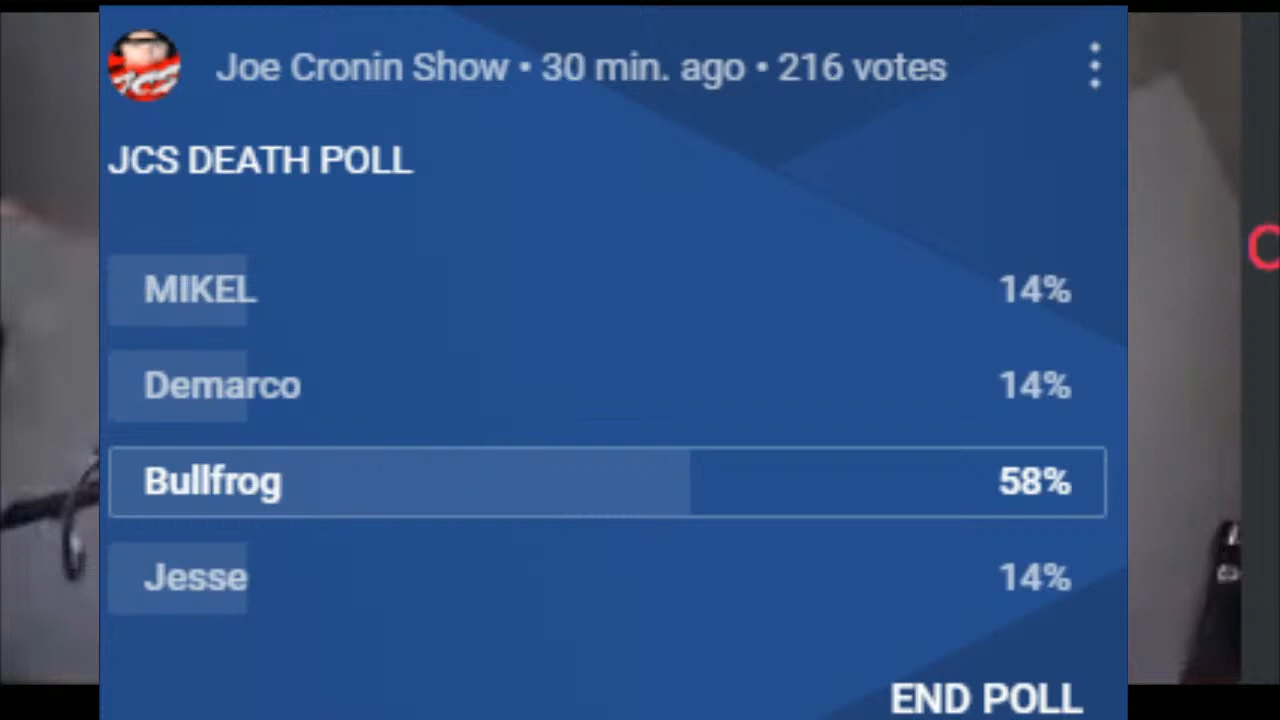 JCS
Joe Cronin Show • 30 min. ago • 216 votes
JCS DEATH POLL
MIKEL 14%
Demarco 14%
Bullfrog 58%
Jesse 14%
END POLL